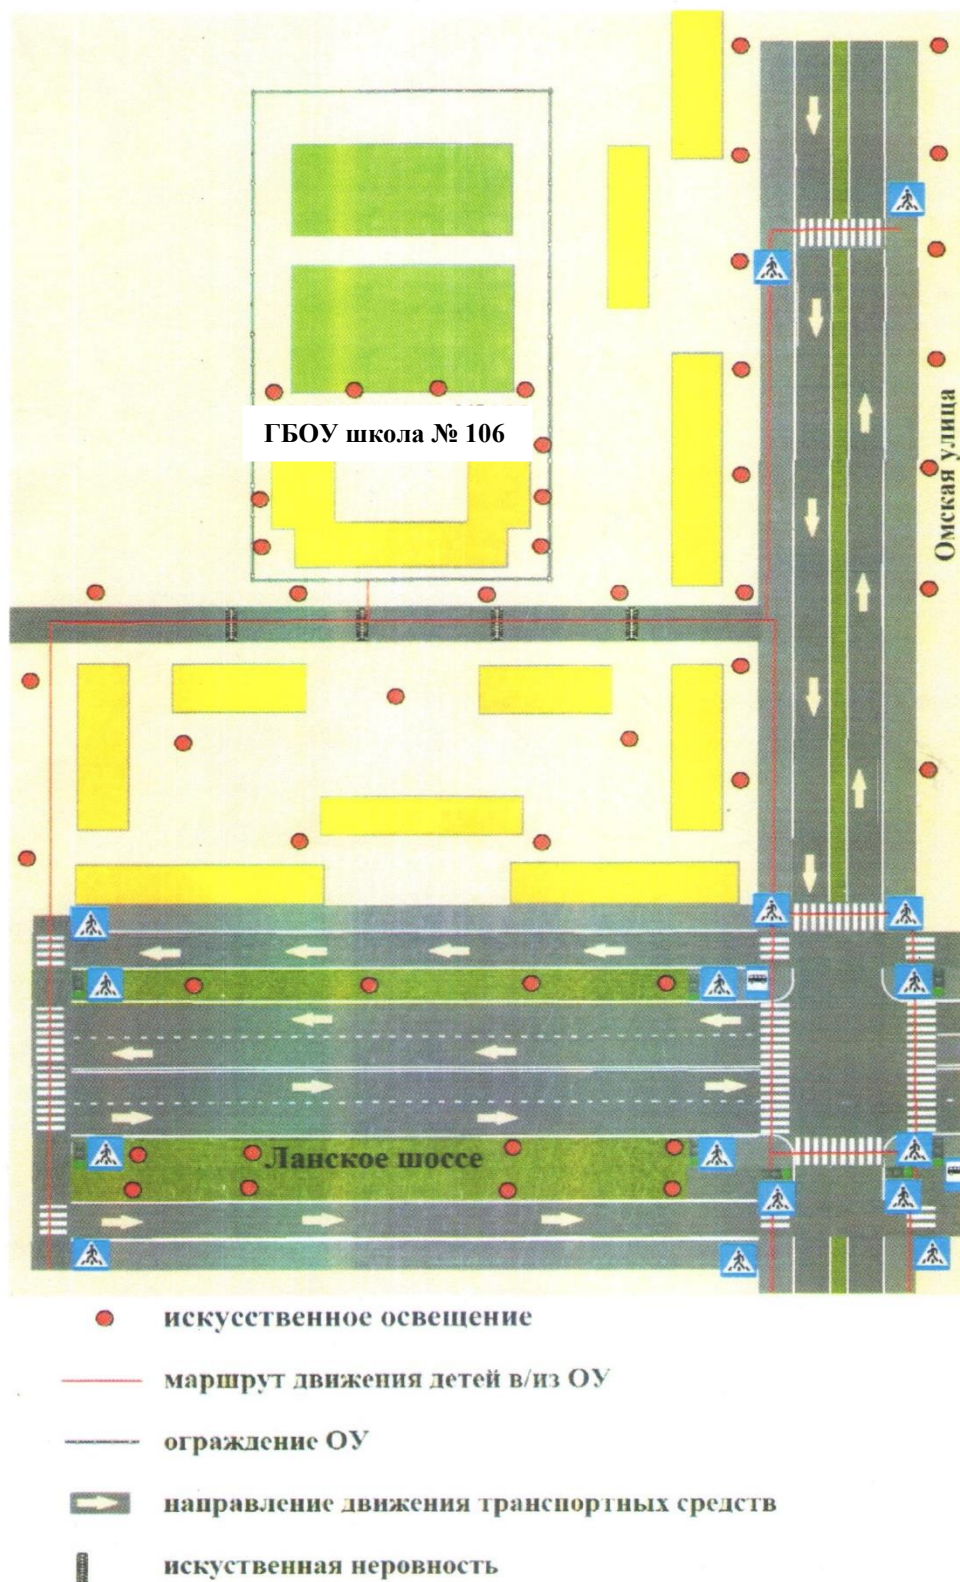 ГБОУ школа № 106
Омская улица
Ланское шоссе
искусственное освещение
маршрут движения детей в/из ОУ
ограждение ОУ
направление движения транспортных средств
искуственная неровность